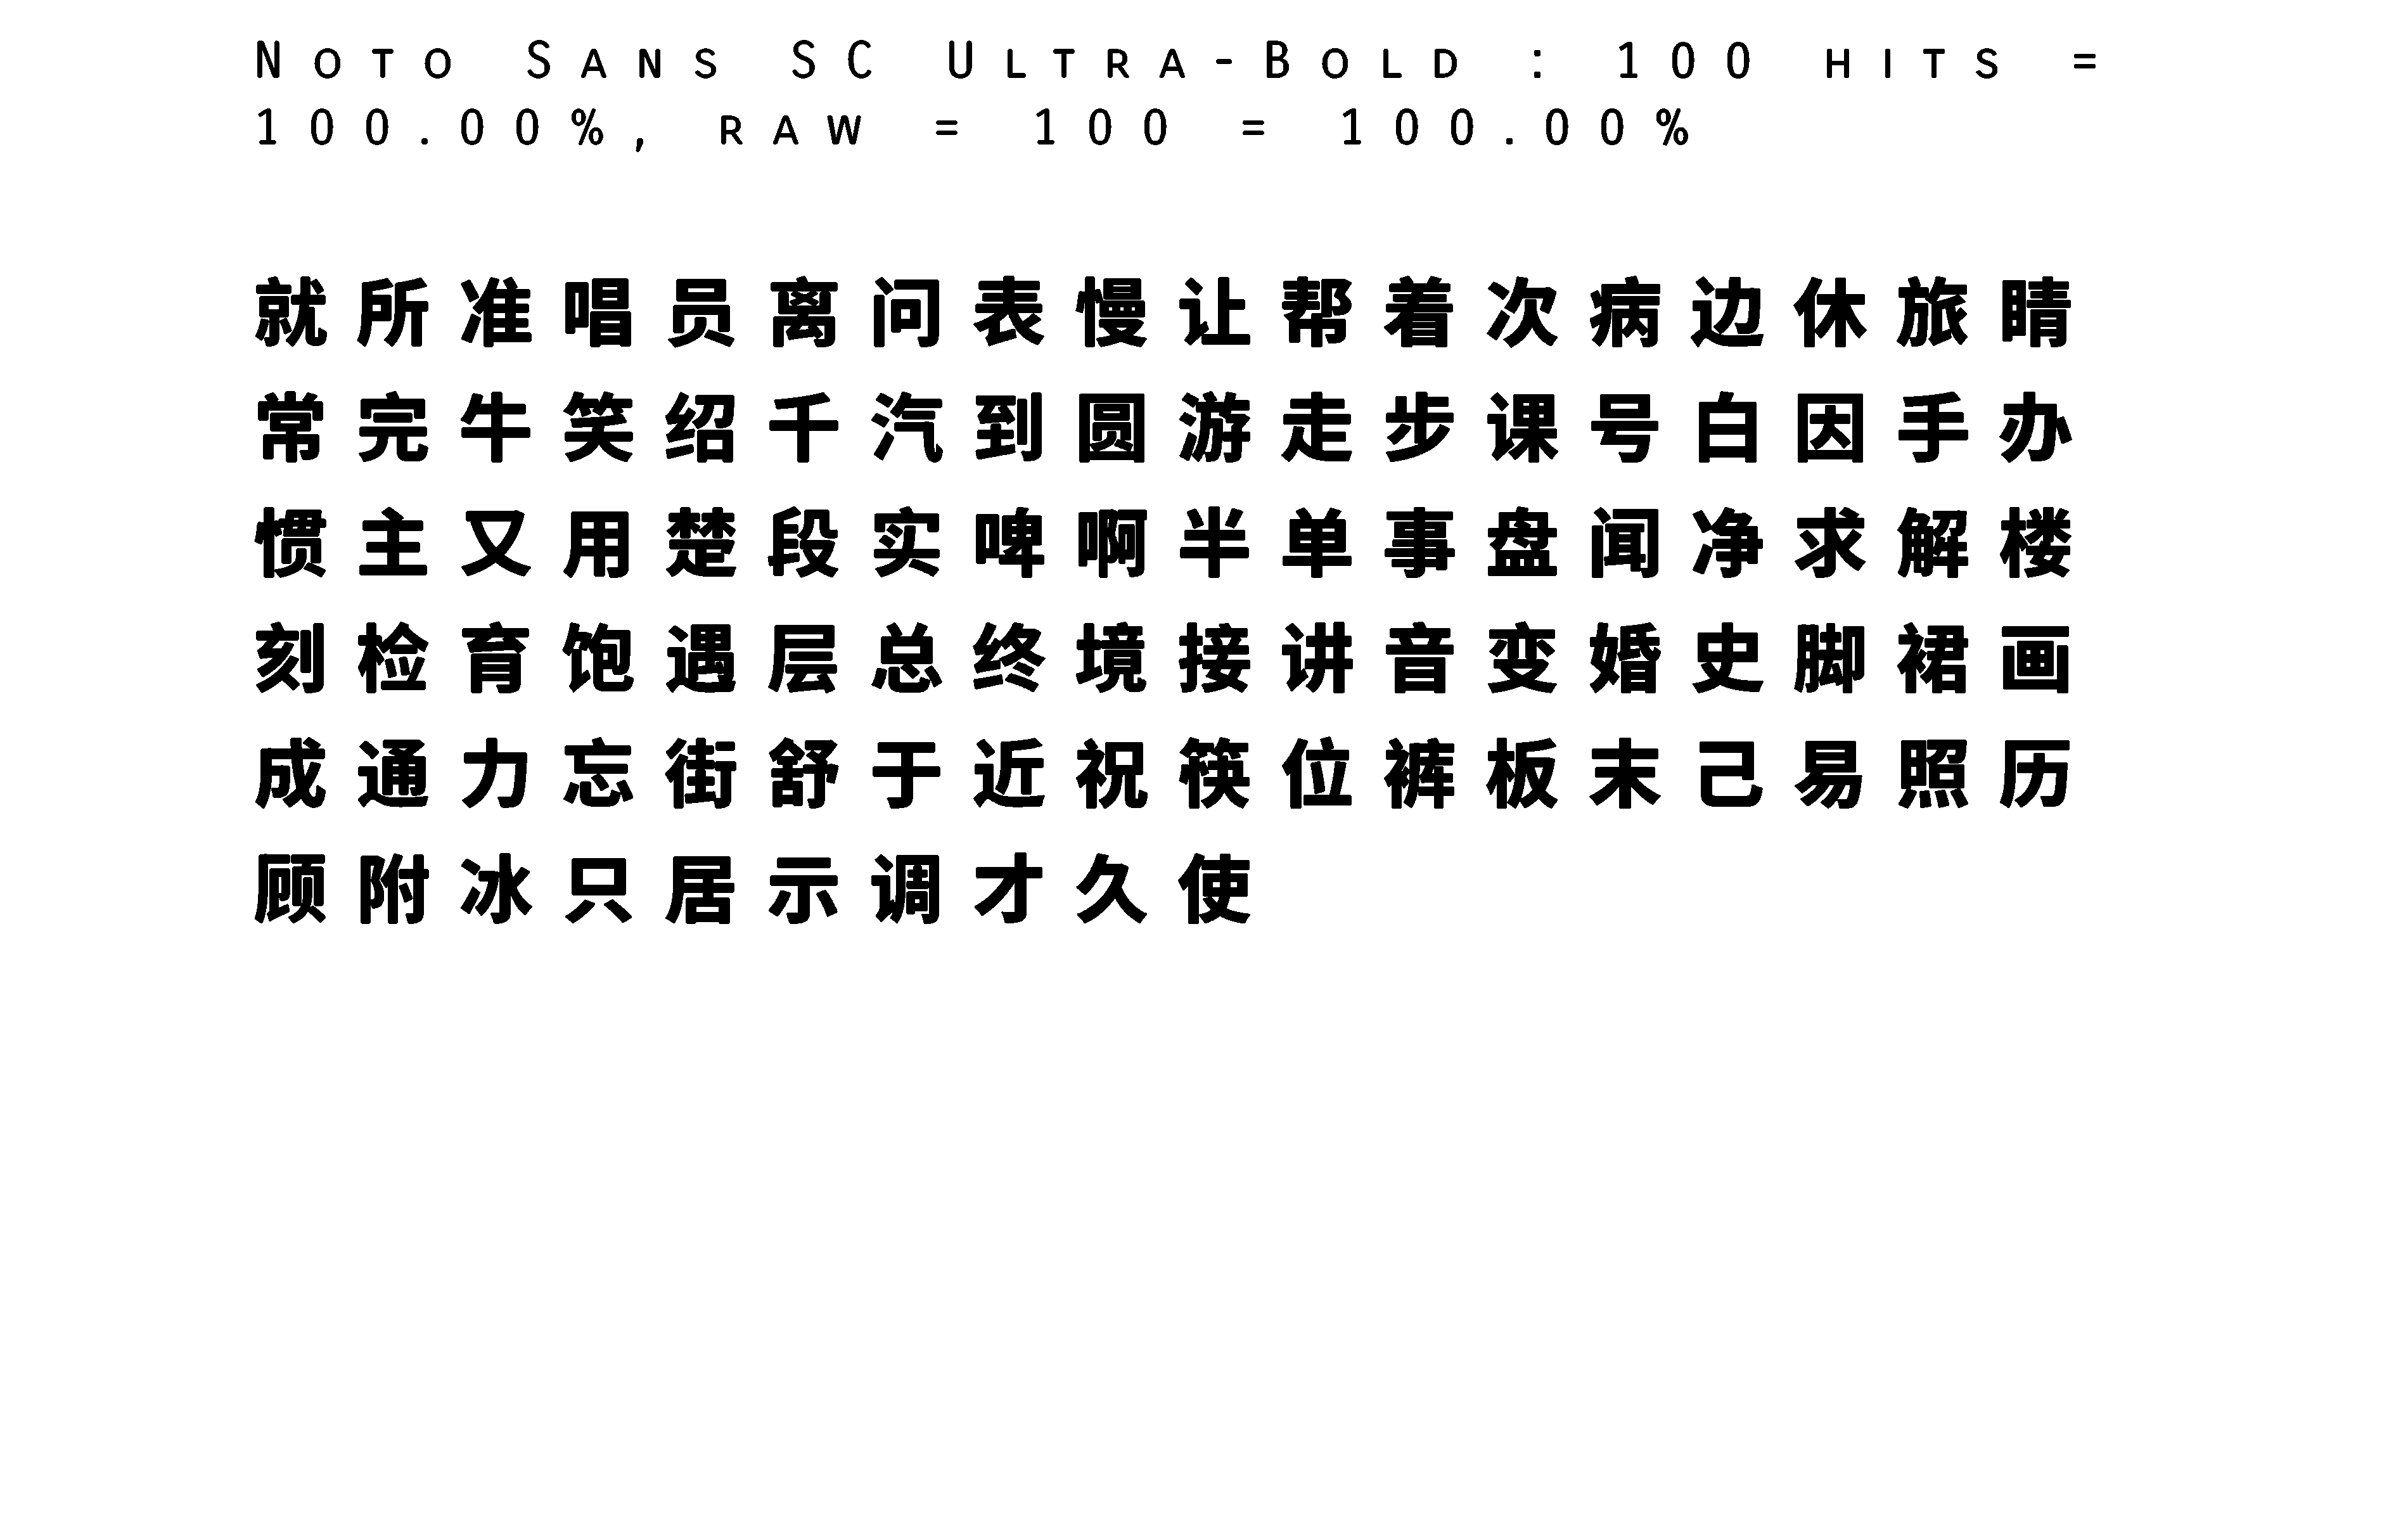 Noto Sans SC Ultra-Bold : 100 hits =
100.00%, raw = 100 = 100.00%
就所准唱员离问表慢让帮着次病边休旅睛
常完牛笑绍千汽到圆游走步课号白因手办
惯主又用楚段实啤啊半单事盘闻净求解楼
刻检育饱遇层总终境接讲音变婚史脚裙画
成通力忘街舒于近祝筷位裤板末己易照历
顾附冰只居示调才久使